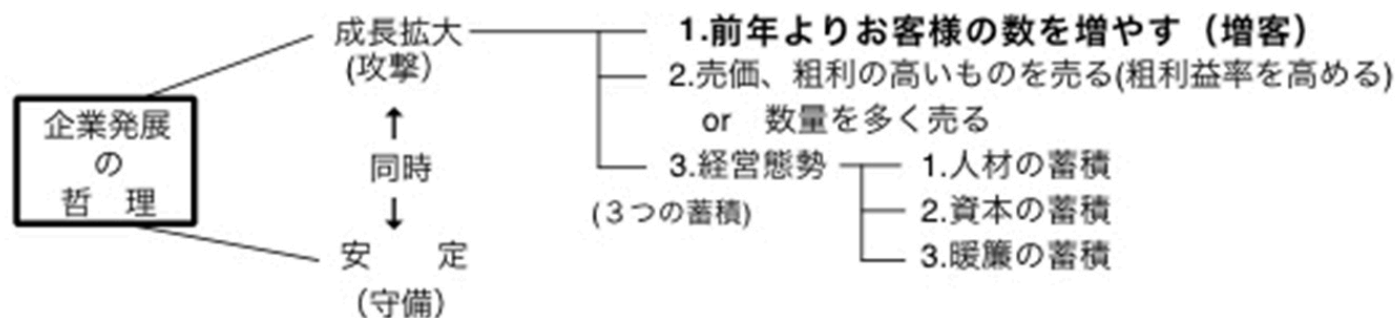 企業発展
の
哲　理
成長拡大
(攻撃)
↑
同時
↓
安　　定
（守備）
1.前年よりお客様の数を増やす（増客）
2.売価、粗利の高いものを売る(粗利益率を高める)
or　数量を多く売る
3.経営態勢
(３つの蓄積)
1.人材の蓄積
2.資本の蓄積
3.暖簾の蓄積